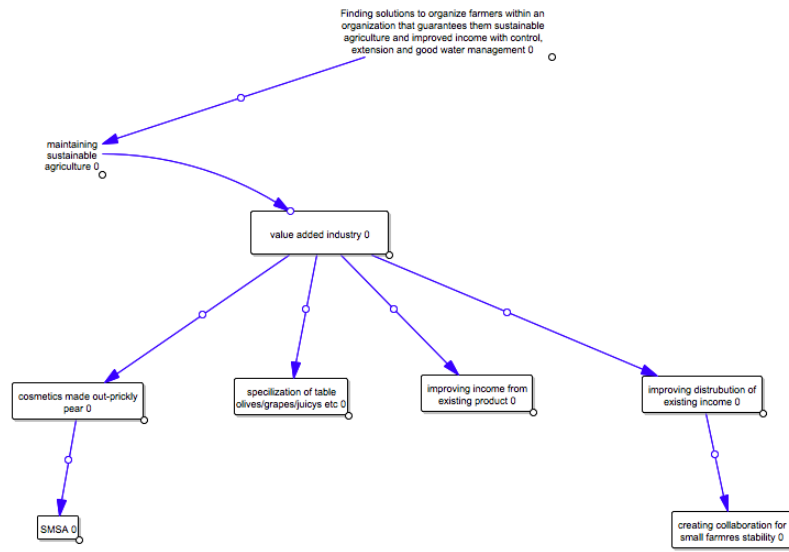 Finding solutions to organize farmers within an
organization that guarantees them sustainable
agriculture and improved income with control,
extension and good water management 0
maintaining
sustainable
agriculture 0
value added industry 0
cosmetics made out-prickly
pear 0
specilization of table
olives/grapes/juicys etc 0
improving income from
existing product 0
improving distrubution of
existing income 0
SMSA 0
creating collaboration for
small farmres stability 0